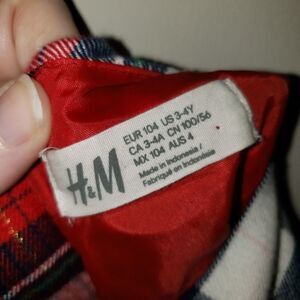 H&M
EUR 104 US 3-4Y
CA 3-4A CN 100/56
MX 104 AUS 4
Made in Indonesia/
Fabriqué en Indonésie